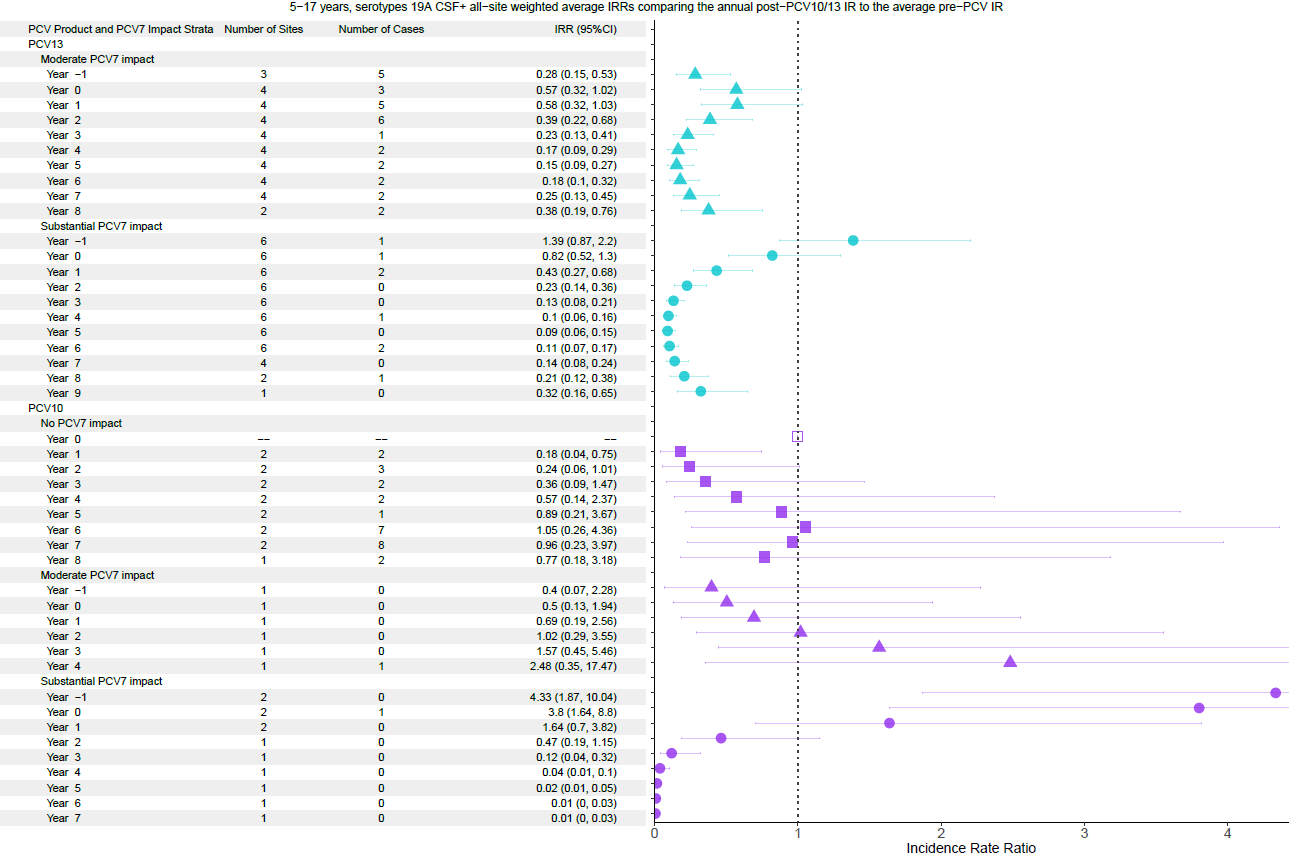 5−17 years, serotypes 19A CSF+ all−site weighted average IRRs comparing the annual post−PCV10/13 IR to the average pre−PCV IR
PCV Product and PCV7 Impact Strata Number of Sites Number of Cases IRR (95%CI)
PCV13
Moderate PCV7 impact
Year −1 3 5 0.28 (0.15, 0.53)
Year 0 4 3 0.57 (0.32, 1.02)
Year 1 4 5 0.58 (0.32, 1.03)
Year 2 4 6 0.39 (0.22, 0.68)
Year 3 4 1 0.23 (0.13, 0.41)
Year 4 4 2 0.17 (0.09, 0.29)
Year 5 4 2 0.15 (0.09, 0.27)
Year 6 4 2 0.18 (0.1, 0.32)
Year 7 4 2 0.25 (0.13, 0.45)
Year 8 2 2 0.38 (0.19, 0.76)
Substantial PCV7 impact
Year −1 6 1 1.39 (0.87, 2.2)
Year 0 6 1 0.82 (0.52, 1.3)
Year 1 6 2 0.43 (0.27, 0.68)
Year 2 6 0 0.23 (0.14, 0.36)
Year 3 6 0 0.13 (0.08, 0.21)
Year 4 6 1 0.1 (0.06, 0.16)
Year 5 6 0 0.09 (0.06, 0.15)
Year 6 6 2 0.11 (0.07, 0.17)
Year 7 4 0 0.14 (0.08, 0.24)
Year 8 2 1 0.21 (0.12, 0.38)
Year 9 1 0 0.32 (0.16, 0.65)
PCV10
No PCV7 impact
Year 0 −− −− −−
Year 1 2 2 0.18 (0.04, 0.75)
Year 2 2 3 0.24 (0.06, 1.01)
Year 3 2 2 0.36 (0.09, 1.47)
Year 4 2 2 0.57 (0.14, 2.37)
Year 5 2 1 0.89 (0.21, 3.67)
Year 6 2 7 1.05 (0.26, 4.36)
Year 7 2 8 0.96 (0.23, 3.97)
Year 8 1 2 0.77 (0.18, 3.18)
Moderate PCV7 impact
Year −1 1 0 0.4 (0.07, 2.28)
Year 0 1 0 0.5 (0.13, 1.94)
Year 1 1 0 0.69 (0.19, 2.56)
Year 2 1 0 1.02 (0.29, 3.55)
Year 3 1 0 1.57 (0.45, 5.46)
Year 4 1 1 2.48 (0.35, 17.47)
Substantial PCV7 impact
Year −1 2 0 4.33 (1.87, 10.04)
Year 0 2 1 3.8 (1.64, 8.8)
Year 1 2 0 1.64 (0.7, 3.82)
Year 2 1 0 0.47 (0.19, 1.15)
Year 3 1 0 0.12 (0.04, 0.32)
Year 4 1 0 0.04 (0.01, 0.1)
Year 5 1 0 0.02 (0.01, 0.05)
Year 6 1 0 0.01 (0, 0.03)
Year 7 1 0 0.01 (0, 0.03)
0 1 2 3 4
Incidence Rate Ratio